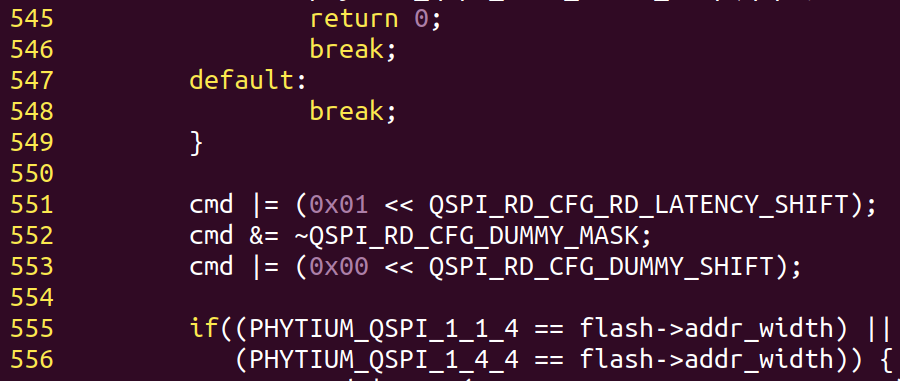 545 return 0;
546 break;
547 default:
548 break;
549 }
550
551 cmd |= (0x01 << QSPI_RD_CFG_RD_LATENCY_SHIFT);
552 cmd &= ~QSPI_RD_CFG_DUMMY_MASK;
553 cmd |= (0x00 << QSPI_RD_CFG_DUMMY_SHIFT);
554
555 if((PHYTIUM_QSPI_1_1_4 == flash->addr_width) ||
556 (PHYTIUM_QSPI_1_4_4 == flash->addr_width)) {